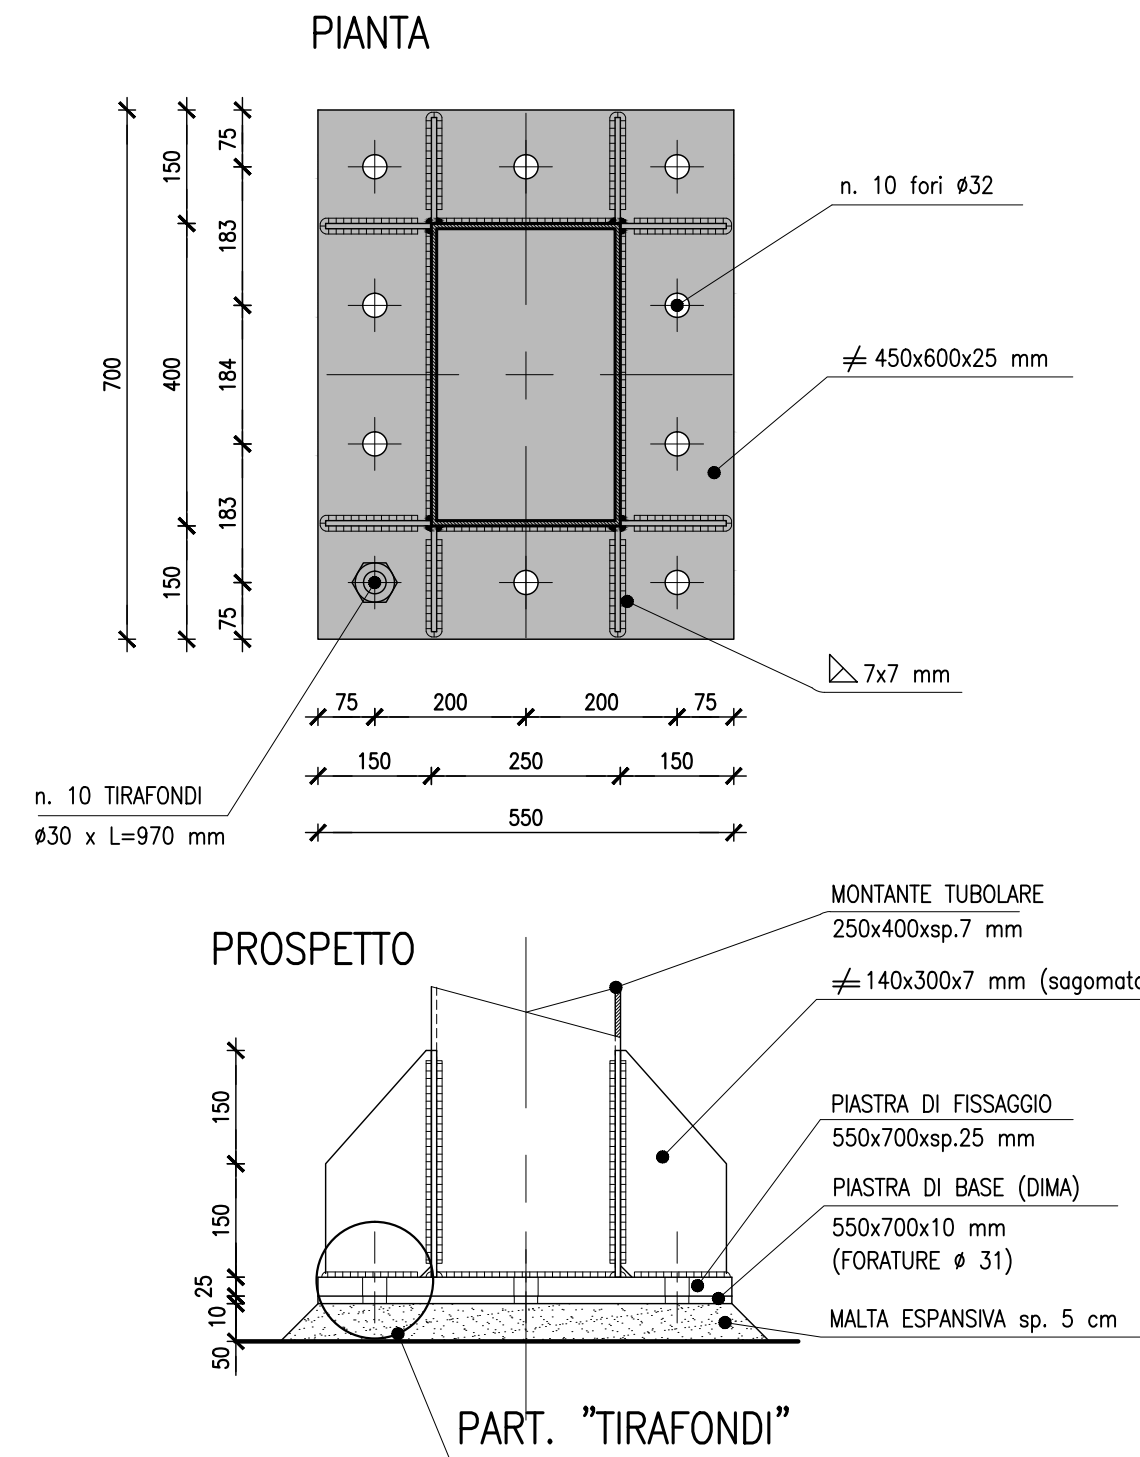 PIANTA
75
150
183
n. 10 fori ø32
700
400
184
450x600x25 mm
183
150
75
7x7 mm
75 200 200 75
150 250 150
550
n. 10 TIRAFONDI
ø30 x L=970 mm
PROSPETTO
MONTANTE TUBOLARE
250x400xsp.7 mm
140x300x7 mm (sagomato
150
150
25
10
50
PIASTRA DI FISSAGGIO
550x700xsp.25 mm
PIASTRA DI BASE (DIMA)
550x700x10 mm
(FORATURE ø 31)
MALTA ESPANSIVA sp. 5 cm
PART. "TIRAFONDI"